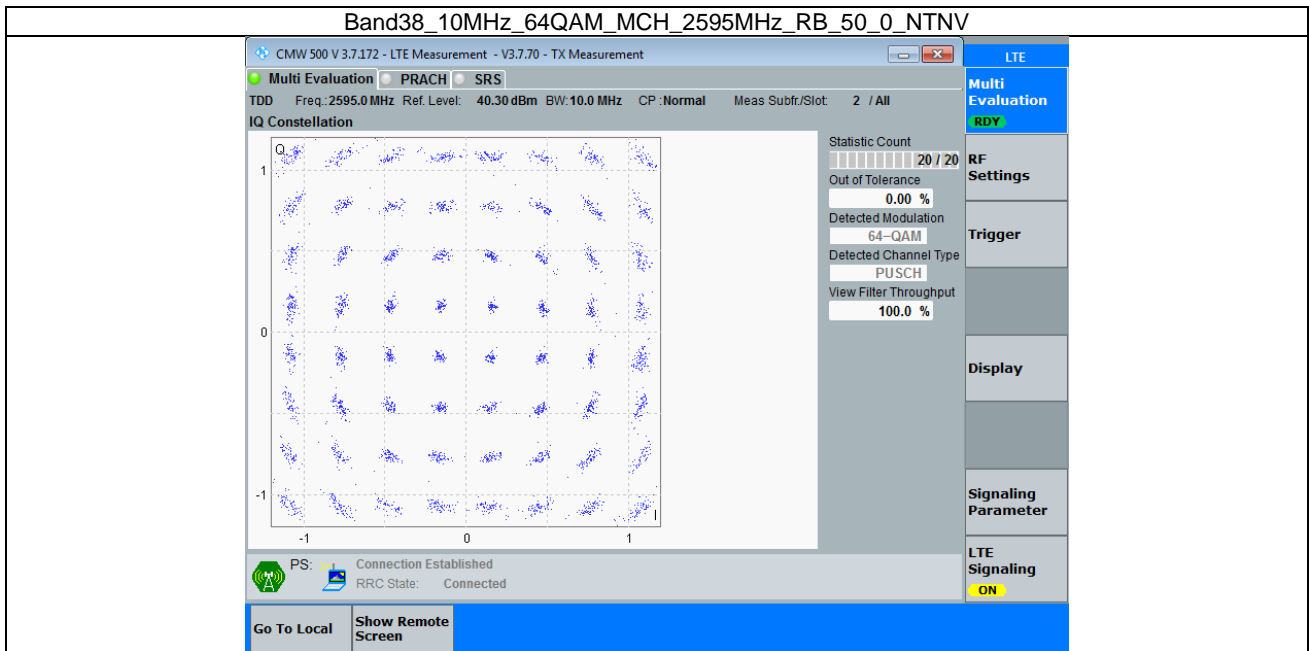 Band38_10MHz_64QAM_MCH_2595MHz_RB_50_0_NTNV
CMW 500 V 3.7.172 - LTE Measurement - V3.7.70 - TX Measurement
LTE
Multi Evaluation PRACH SRS
TDD Freq.:2595.0 MHz Ref. Level: 40.30 dBm BW:10.0 MHz CP :Normal Meas Subfr./Slot: 2 / All
Multi
Evaluation
RDY
IQ Constellation
Q
1
0
-1
-1 0 1
I
Statistic Count
20 / 20
Out of Tolerance
0.00 %
Detected Modulation
64-QAM
Detected Channel Type
PUSCH
View Filter Throughput
100.0 %
RF
Settings
Trigger
Display
Signaling
Parameter
LTE
Signaling
ON
PS: Connection Established
RRC State: Connected
Go To Local
Show Remote
Screen